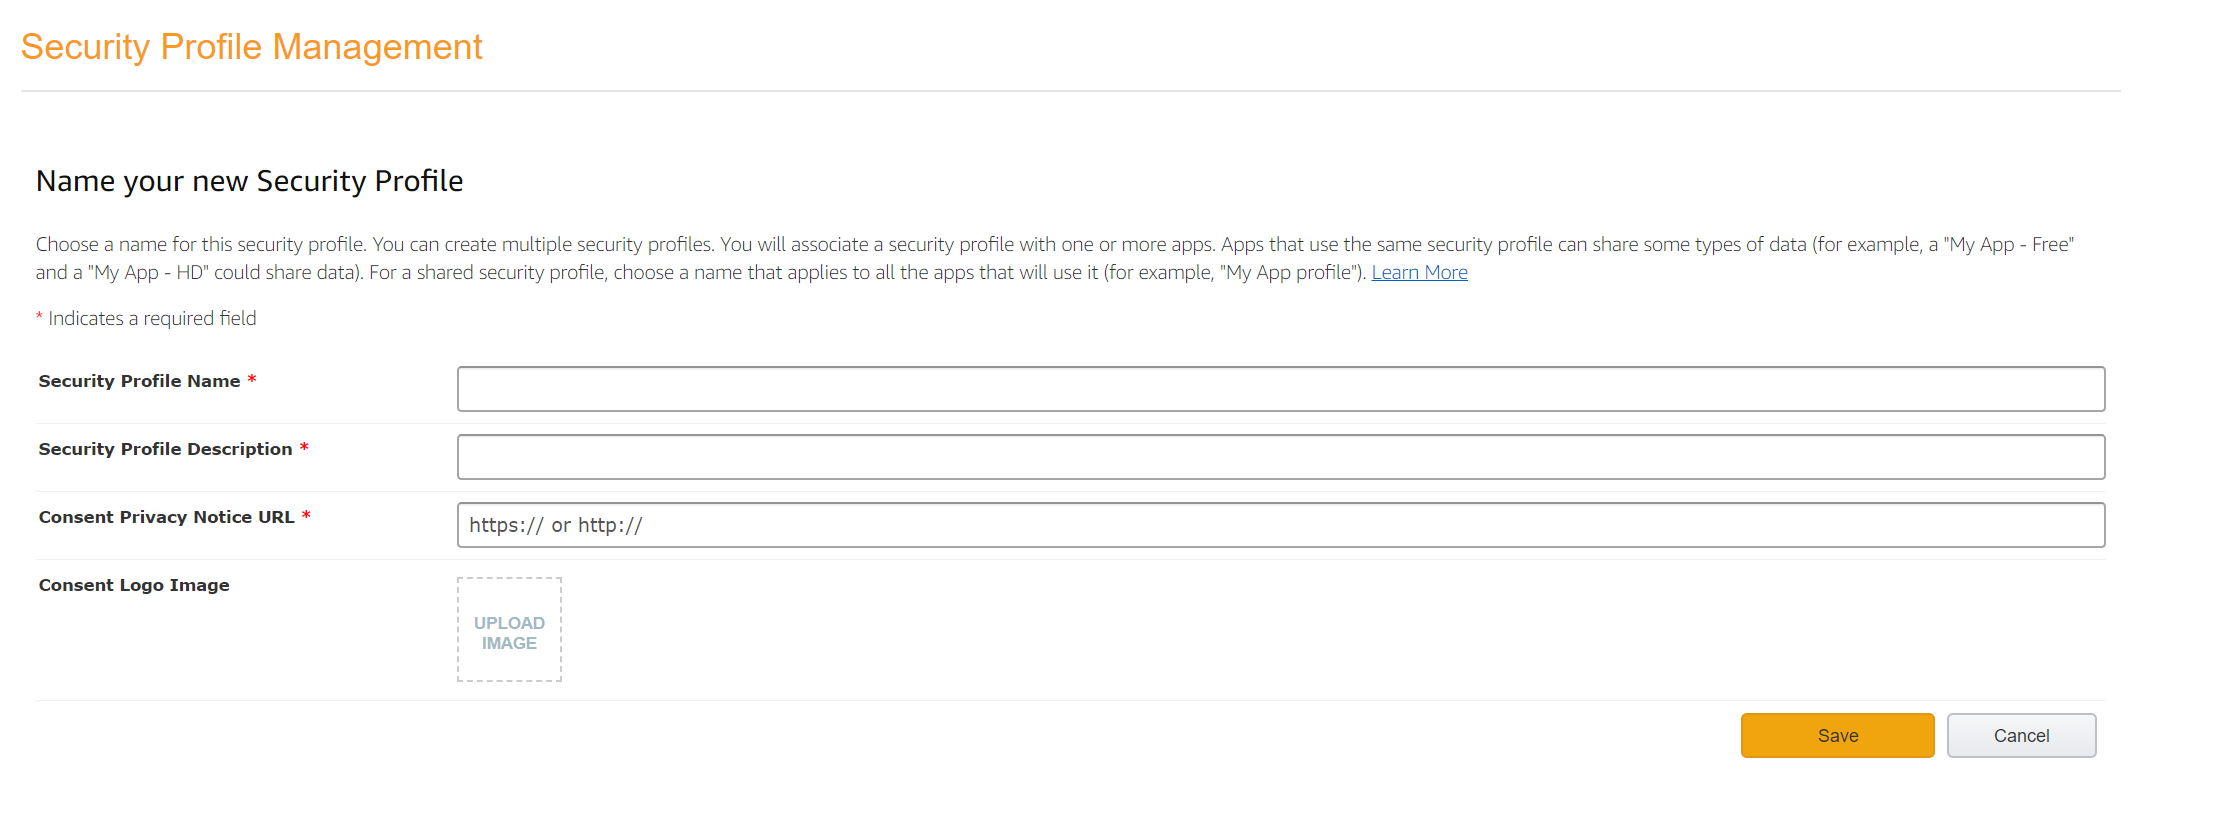 Security Profile Management
Name your new Security Profile
Choose a name for this security profile. You can create multiple security profiles. You will associate a security profile with one or more apps. Apps that use the same security profile can share some types of data (for example, a "My App - Free"
and a "My App - HD" could share data). For a shared security profile, choose a name that applies to all the apps that will use it (for example, "My App profile"). Learn More
* Indicates a required field
Security Profile Name *
Security Profile Description *
Consent Privacy Notice URL *
https:// or http://
Consent Logo Image
UPLOAD
IMAGE
Save
Cancel